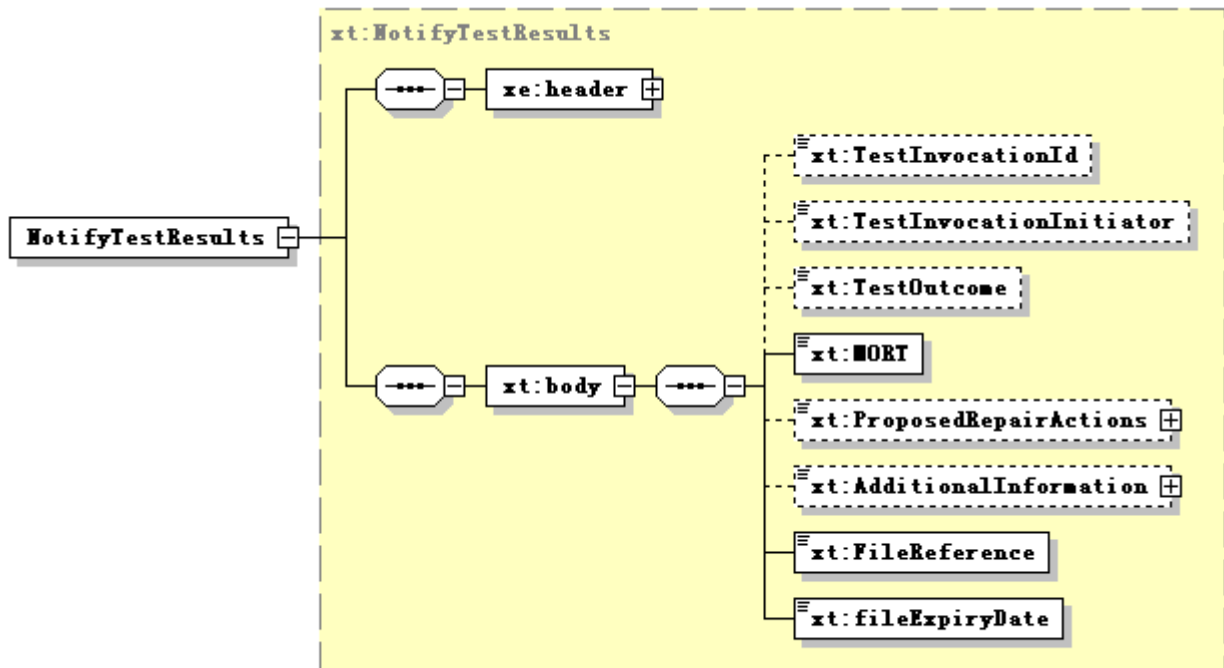 xt:NotifyTestResults
xe:header
xt:TestInvocationId
xt:TestInvocationInitiator
NotifyTestResults
xt:TestOutcome
xt:MORT
xt:body
xt:ProposedRepairActions
xt:AdditionalInformation
xt:FileReference
xt:fileExpiryDate